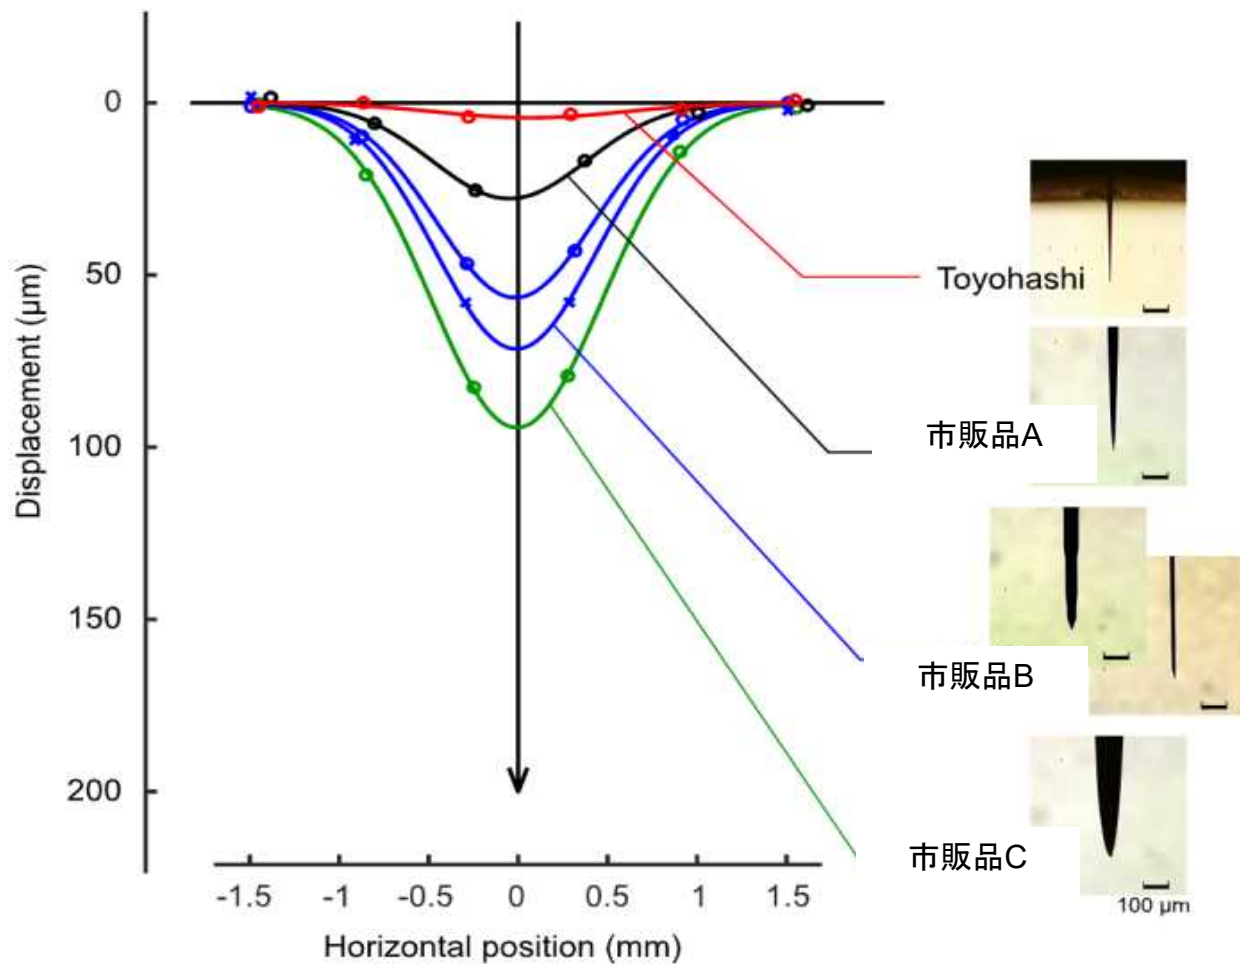 0
50
100
150
200
Displacement (μm)
-1.5
-1
-0.5
0
0.5
1
1.5
Horizontal position (mm)
Toyohashi
市販品A
市販品B
市販品C
100 μm